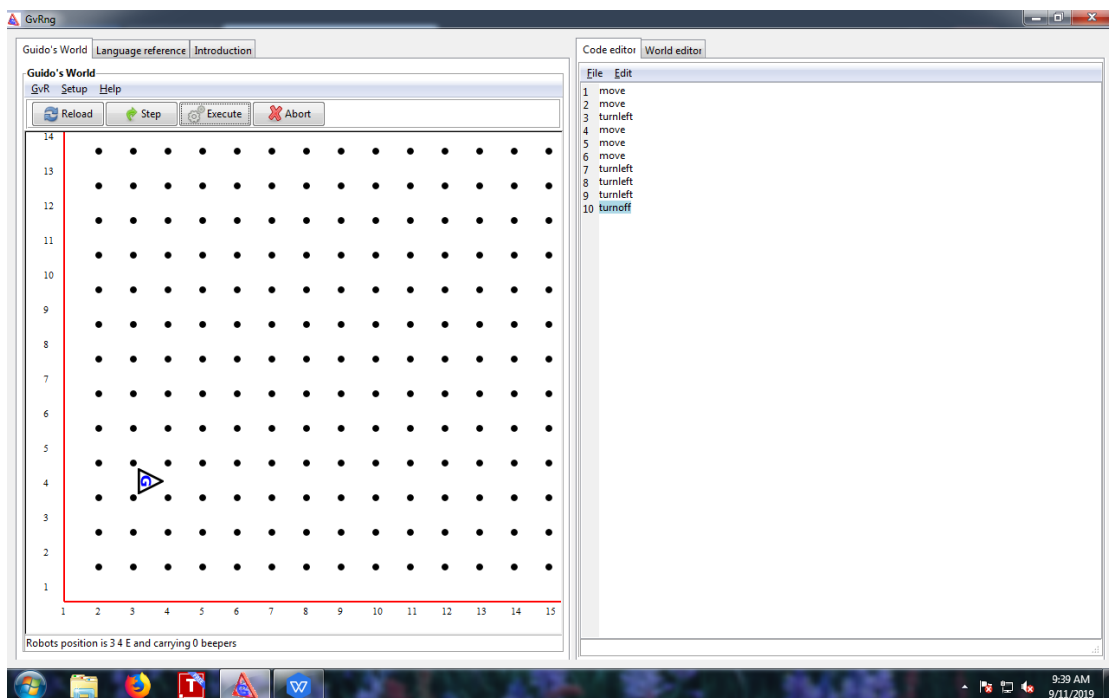 GvRng
Guido's World Language reference Introduction
Guido's World
GvR Setup Help
Reload Step Execute Abort
14
13
12
11
10
9
8
7
6
5
4
3
2
1
G
1 2 3 4 5 6 7 8 9 10 11 12 13 14 15
Robots position is 3 4 E and carrying 0 beepers
Code editor World editor
File Edit
1 move
2 move
3 turnleft
4 move
5 move
6 move
7 turnleft
8 turnleft
9 turnleft
10 turnoff
T W
9:39 AM
9/11/2019